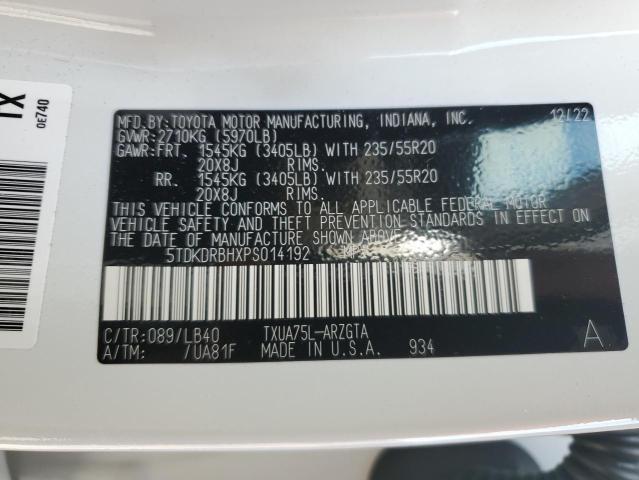 MFD.BY:TOYOTA MOTOR MANUFACTURING, INDIANA, INC. 12/22
GVWR:2710KG (5970LB)
GAWR:FRT. 1545KG (3405LB) WITH 235/55R20
20X8J RIMS.
RR. 1545KG (3405LB) WITH 235/55R20
20X8J RIMS.
THIS VEHICLE CONFORMS TO ALL APPLICABLE FEDERAL MOTOR
VEHICLE SAFETY AND THEFT PREVENTION STANDARDS IN EFFECT ON
THE DATE OF MANUFACTURE SHOWN ABOVE.
5TDKDRBHXPS014192 MPV
C/TR:089/LB40 TXUA75L-ARZGTA
A/TM: /UA81F MADE IN U.S.A. 934 A
TX
0E740